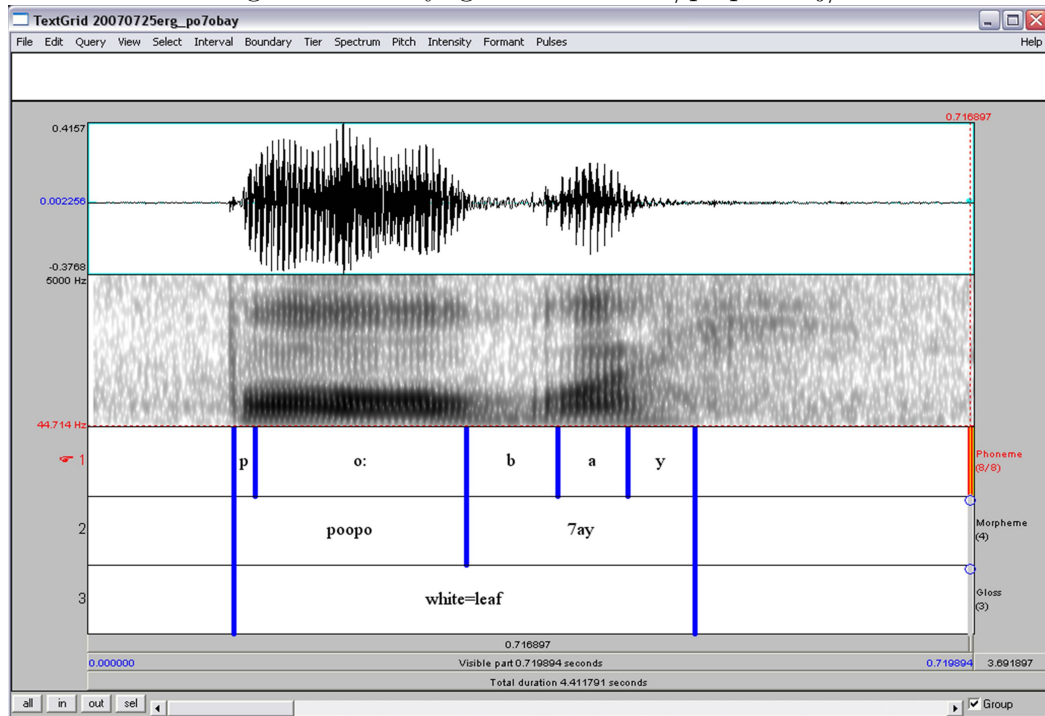 TextGrid 20070725erg_po7obay
File Edit Query View Select Interval Boundary Tier Spectrum Pitch Intensity Formant Pulses Help
0.716897
0.4157
0.002256
-0.3768
5000 Hz
44.714 Hz
1 p o: b a y Phoneme (8/8)
2 poopo 7ay Morpheme (4)
3 white=leaf Gloss (3)
0.716897
0.000000 Visible part 0.719894 seconds 0.719894 3.691897
Total duration 4.411791 seconds
all in out sel Group